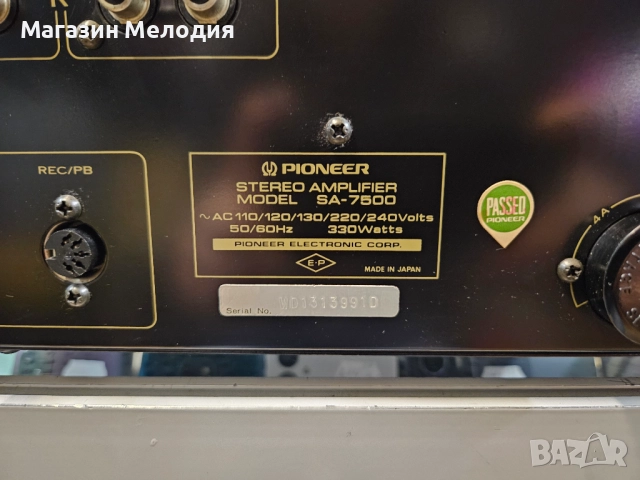 Магазин Мелодия
R
REC/PB
PIONEER
STEREO AMPLIFIER
MODEL SA-7500
~AC 110/120/130/220/240Volts
50/60Hz 330Watts
PIONEER ELECTRONIC CORP.
E-P
MADE IN JAPAN
PASSED
PIONEER
4A
Serial No.
BAZAR